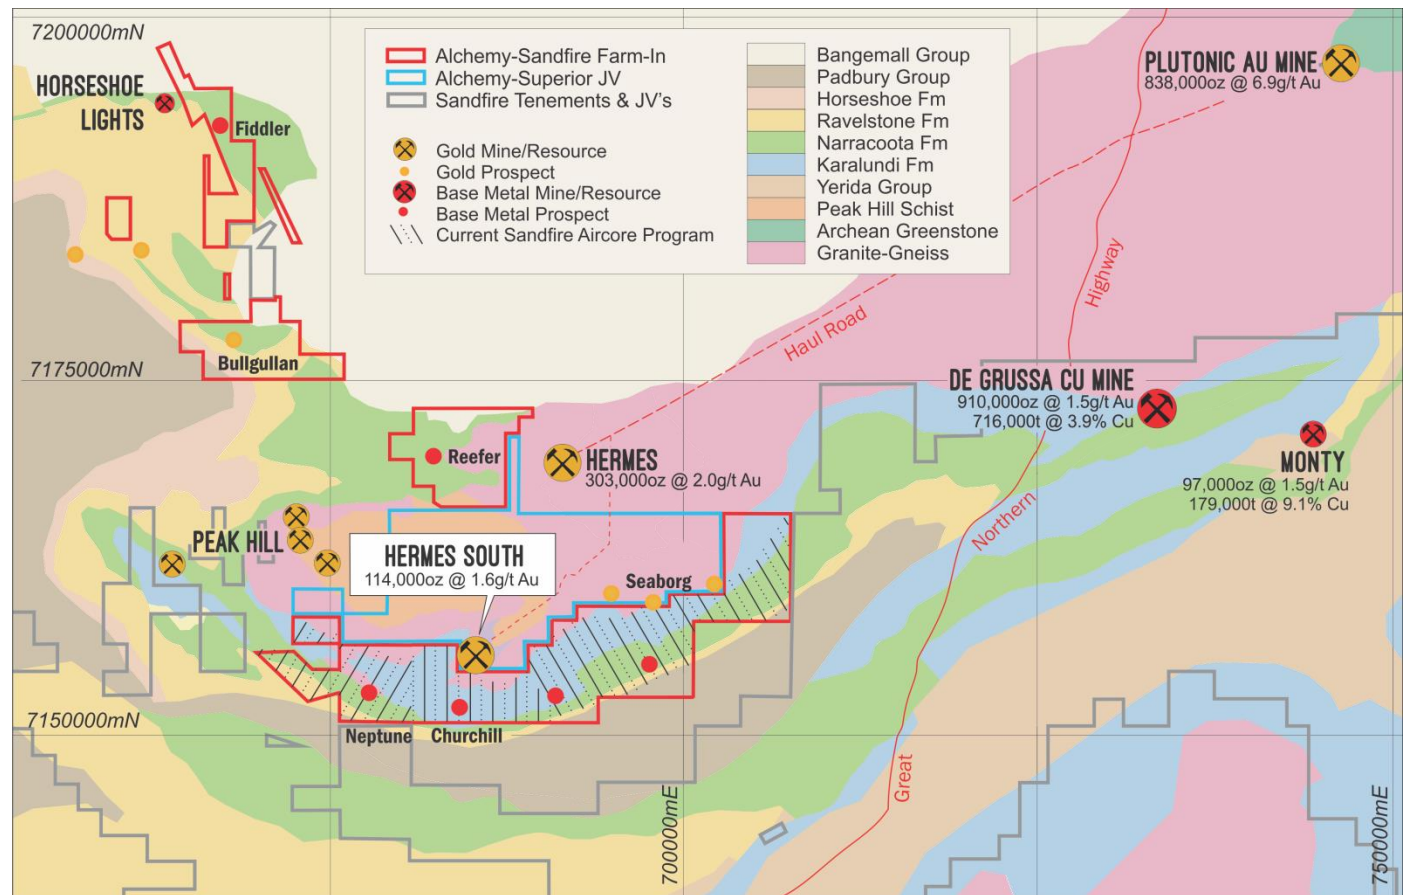 7200000mN
HORSESHOE
LIGHTS
Fiddler
Alchemy-Sandfire Farm-In
Alchemy-Superior JV
Sandfire Tenements & JV's
Gold Mine/Resource
Gold Prospect
Base Metal Mine/Resource
Base Metal Prospect
Current Sandfire Aircore Program
Bangemall Group
Padbury Group
Horseshoe Fm
Ravelstone Fm
Narracoota Fm
Karalundi Fm
Yerida Group
Peak Hill Schist
Archean Greenstone
Granite-Gneiss
PLUTONIC AU MINE
838,000oz @ 6.9g/t Au
Highway
Haul Road
Bullgullan
7175000mN
DE GRUSSA CU MINE
910,000oz @ 1.5g/t Au
716,000t @ 3.9% Cu
Reefer
HERMES
303,000oz @ 2.0g/t Au
MONTY
97,000oz @ 1.5g/t Au
179,000t @ 9.1% Cu
PEAK HILL
HERMES SOUTH
114,000oz @ 1.6g/t Au
Seaborg
Northern
7150000mN
Neptune
Churchill
Great
700000mE
750000mE